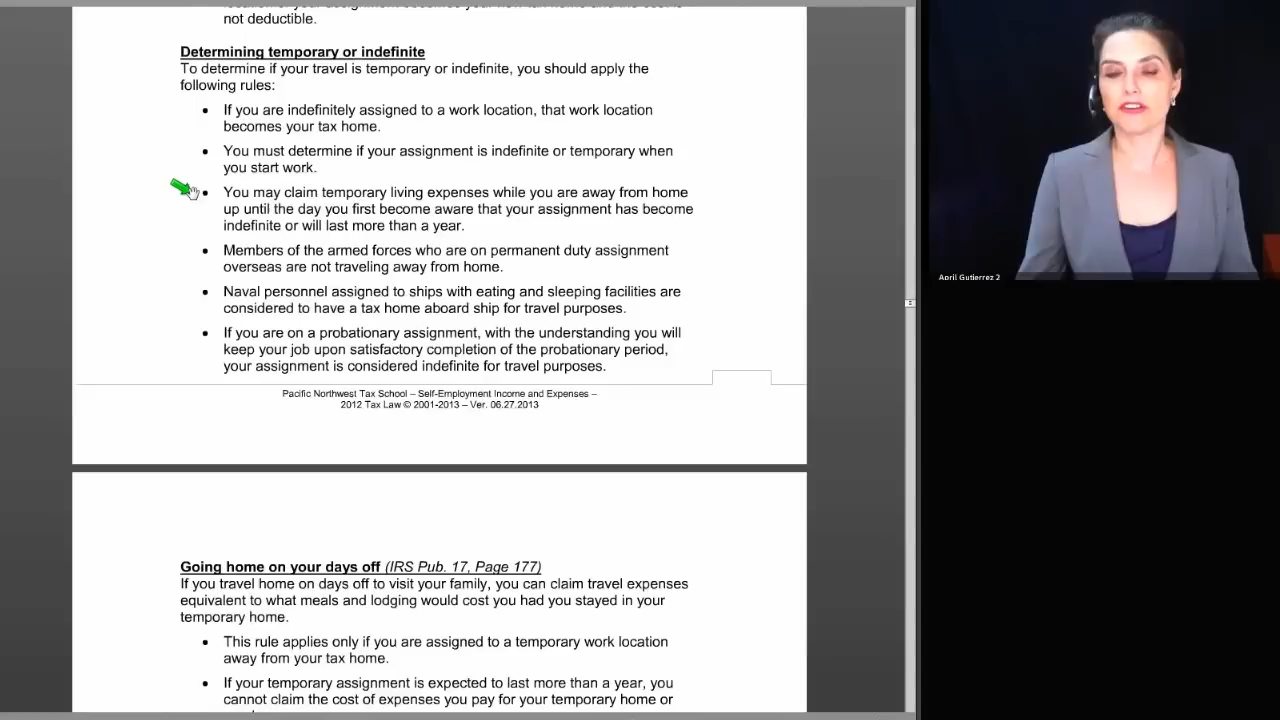 not deductible.
Determining temporary or indefinite
To determine if your travel is temporary or indefinite, you should apply the
following rules:
• If you are indefinitely assigned to a work location, that work location
becomes your tax home.
• You must determine if your assignment is indefinite or temporary when
you start work.
• You may claim temporary living expenses while you are away from home
up until the day you first become aware that your assignment has become
indefinite or will last more than a year.
• Members of the armed forces who are on permanent duty assignment
overseas are not traveling away from home.
• Naval personnel assigned to ships with eating and sleeping facilities are
considered to have a tax home aboard ship for travel purposes.
• If you are on a probationary assignment, with the understanding you will
keep your job upon satisfactory completion of the probationary period,
your assignment is considered indefinite for travel purposes.
Pacific Northwest Tax School – Self-Employment Income and Expenses –
2012 Tax Law © 2001-2013 – Ver. 06.27.2013
Going home on your days off (IRS Pub. 17, Page 177)
If you travel home on days off to visit your family, you can claim travel expenses
equivalent to what meals and lodging would cost you had you stayed in your
temporary home.
• This rule applies only if you are assigned to a temporary work location
away from your tax home.
• If your temporary assignment is expected to last more than a year, you
cannot claim the cost of expenses you pay for your temporary home or
April Gutierrez 2